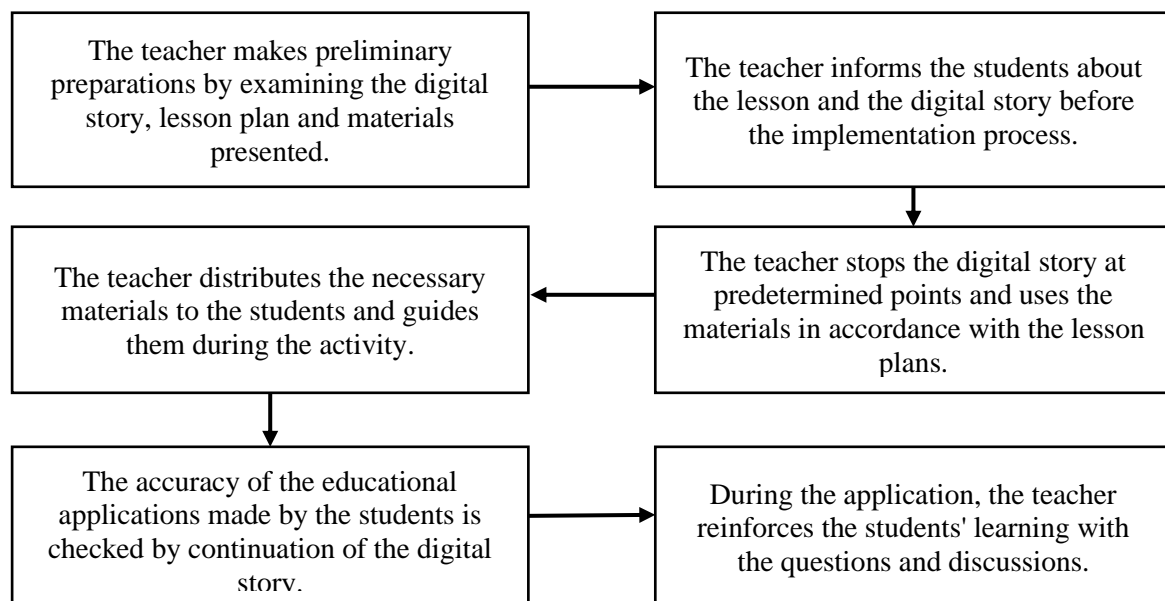 The teacher makes preliminary
preparations by examining the digital
story, lesson plan and materials
presented.
The teacher informs the students about
the lesson and the digital story before
the implementation process.
The teacher stops the digital story at
predetermined points and uses the
materials in accordance with the lesson
plans.
The teacher distributes the necessary
materials to the students and guides
them during the activity.
The accuracy of the educational
applications made by the students is
checked by continuation of the digital
story.
During the application, the teacher
reinforces the students' learning with
the questions and discussions.